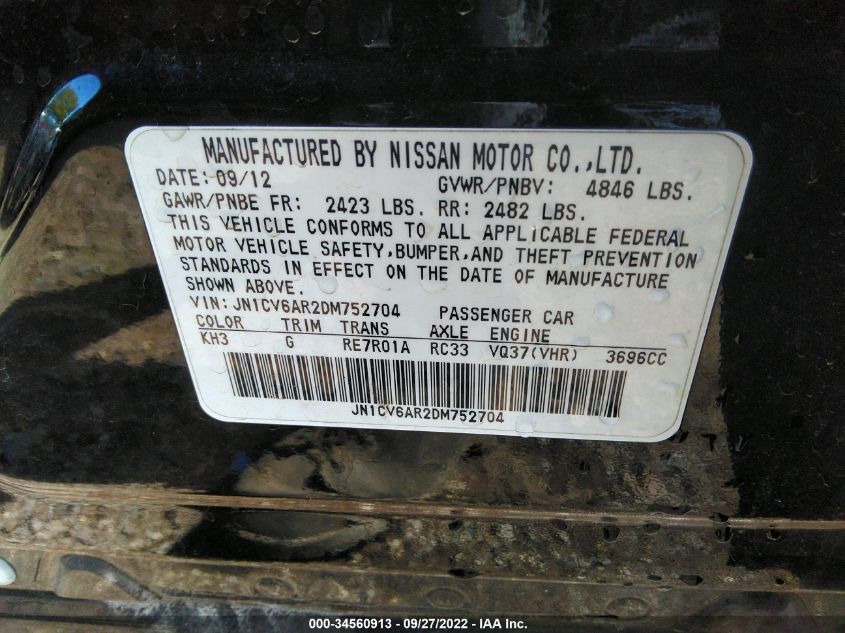 MANUFACTURED BY NISSAN MOTOR CO.,LTD.
DATE: 09/12 GVWR/PNBV: 4846 LBS.
GAWR/PNBE FR: 2423 LBS. RR: 2482 LBS.
THIS VEHICLE CONFORMS TO ALL APPLICABLE FEDERAL
MOTOR VEHICLE SAFETY,BUMPER,AND THEFT PREVENTION
STANDARDS IN EFFECT ON THE DATE OF MANUFACTURE
SHOWN ABOVE.
VIN: JN1CV6AR2DM752704 PASSENGER CAR
COLOR TRIM TRANS AXLE ENGINE
KH3 G RE7R01A RC33 VQ37(VHR) 3696CC
JN1CV6AR2DM752704
000-34560913 - 09/27/2022 - IAA Inc.